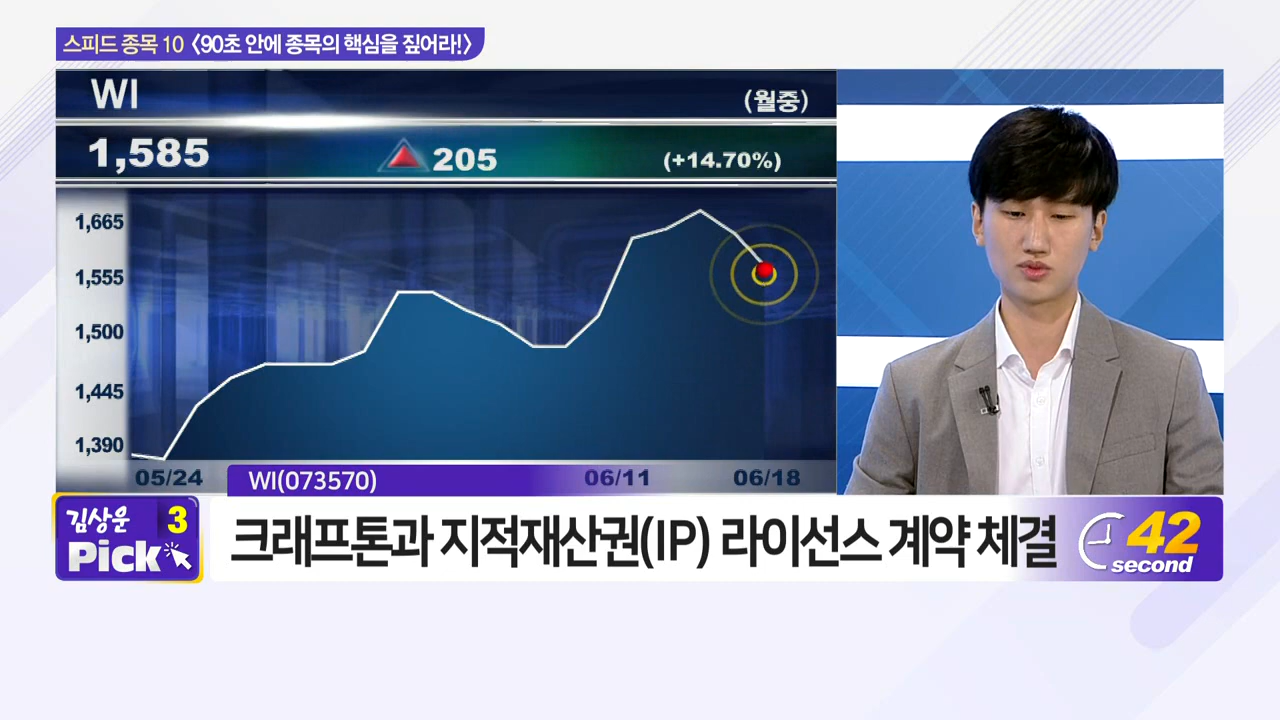 스피드 종목 10 〈90초 안에 종목의 핵심을 짚어라!〉
WI
(월중)
1,585
205
(+14.70%)
1,665
1,555
1,500
1,445
1,390
05/24
06/11
06/18
WI(073570)
김상운 3
Pick
크래프톤과 지적재산권(IP) 라이선스 계약 체결
42
second